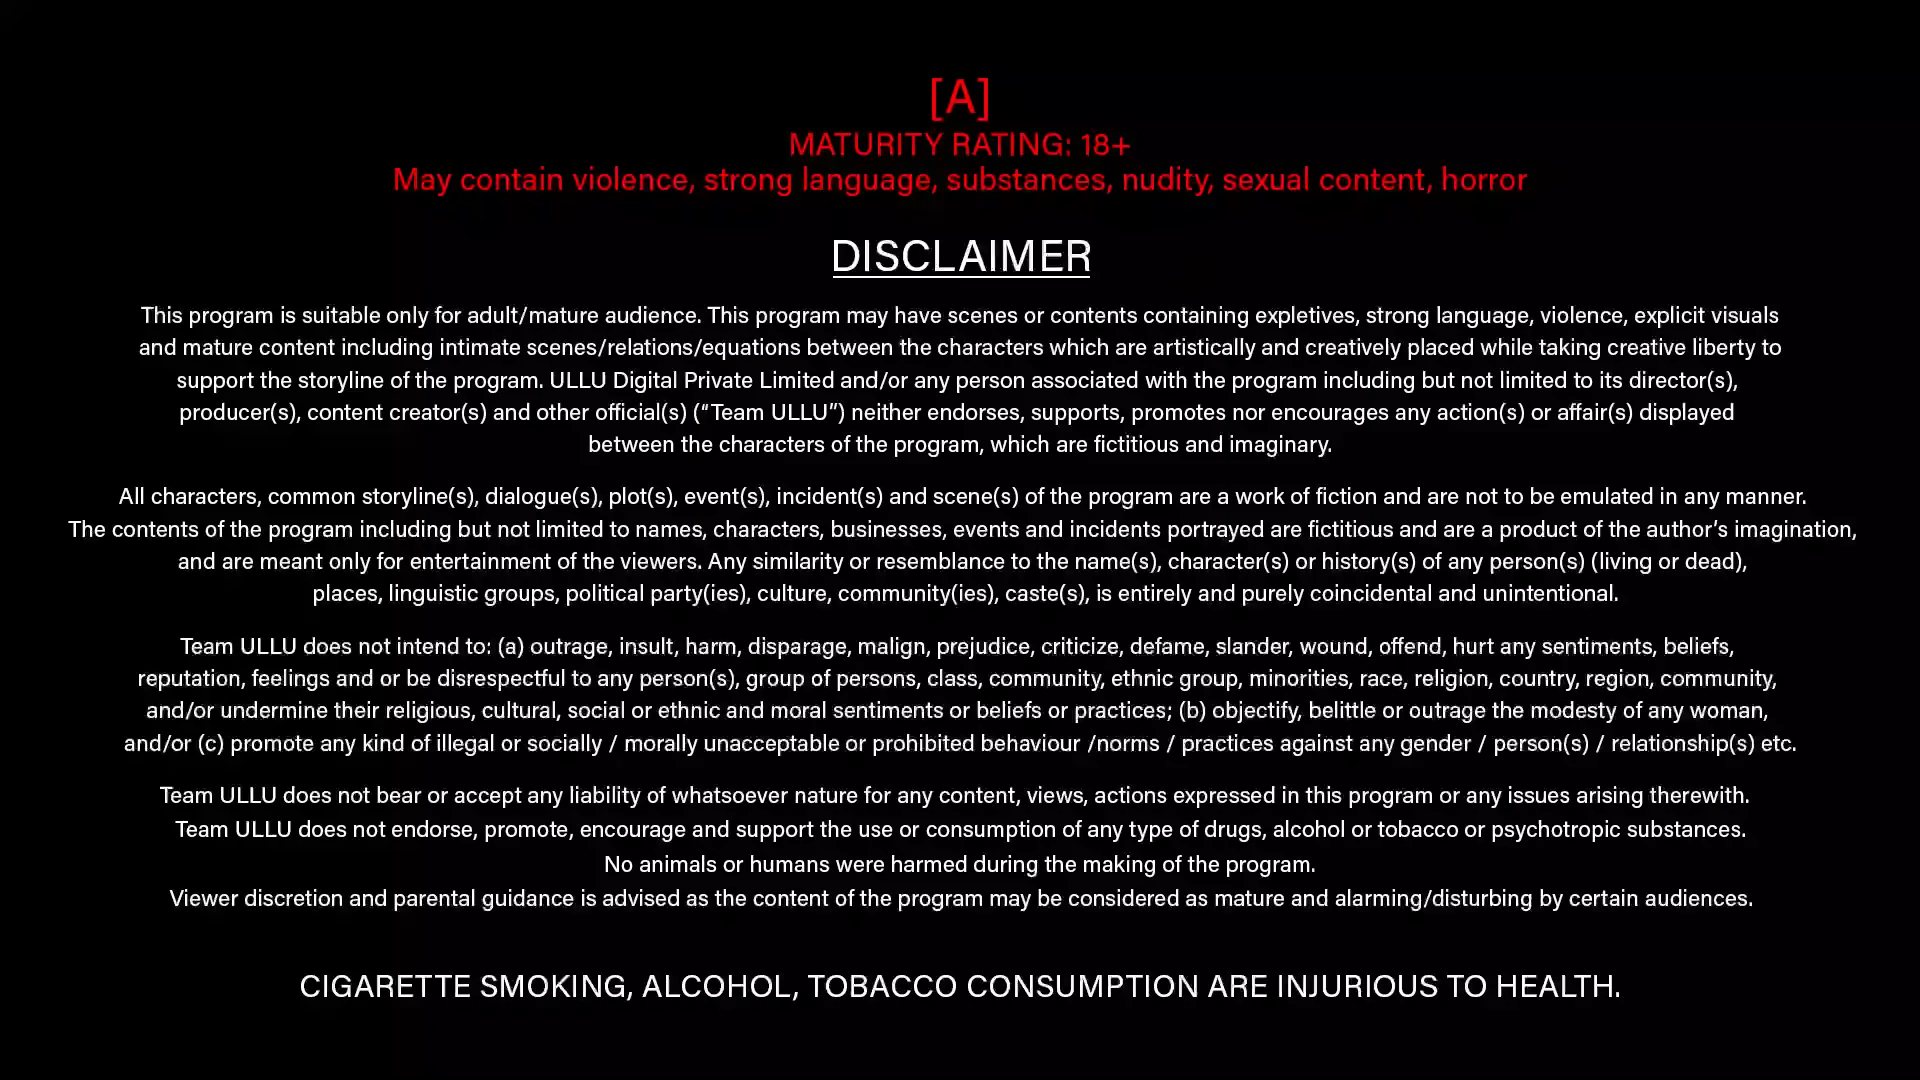 [A]
MATURITY RATING: 18+
May contain violence, strong language, substances, nudity, sexual content, horror
DISCLAIMER
This program is suitable only for adult/mature audience. This program may have scenes or contents containing expletives, strong language, violence, explicit visuals
and mature content including intimate scenes/relations/equations between the characters which are artistically and creatively placed while taking creative liberty to
support the storyline of the program. ULLU Digital Private Limited and/or any person associated with the program including but not limited to its director(s),
producer(s), content creator(s) and other official(s) (“Team ULLU”) neither endorses, supports, promotes nor encourages any action(s) or affair(s) displayed
between the characters of the program, which are fictitious and imaginary.
All characters, common storyline(s), dialogue(s), plot(s), event(s), incident(s) and scene(s) of the program are a work of fiction and are not to be emulated in any manner.
The contents of the program including but not limited to names, characters, businesses, events and incidents portrayed are fictitious and are a product of the author’s imagination,
and are meant only for entertainment of the viewers. Any similarity or resemblance to the name(s), character(s) or history(s) of any person(s) (living or dead),
places, linguistic groups, political party(ies), culture, community(ies), caste(s), is entirely and purely coincidental and unintentional.
Team ULLU does not intend to: (a) outrage, insult, harm, disparage, malign, prejudice, criticize, defame, slander, wound, offend, hurt any sentiments, beliefs,
reputation, feelings and or be disrespectful to any person(s), group of persons, class, community, ethnic group, minorities, race, religion, country, region, community,
and/or undermine their religious, cultural, social or ethnic and moral sentiments or beliefs or practices; (b) objectify, belittle or outrage the modesty of any woman,
and/or (c) promote any kind of illegal or socially / morally unacceptable or prohibited behaviour /norms / practices against any gender / person(s) / relationship(s) etc.
Team ULLU does not bear or accept any liability of whatsoever nature for any content, views, actions expressed in this program or any issues arising therewith.
Team ULLU does not endorse, promote, encourage and support the use or consumption of any type of drugs, alcohol or tobacco or psychotropic substances.
No animals or humans were harmed during the making of the program.
Viewer discretion and parental guidance is advised as the content of the program may be considered as mature and alarming/disturbing by certain audiences.
CIGARETTE SMOKING, ALCOHOL, TOBACCO CONSUMPTION ARE INJURIOUS TO HEALTH.